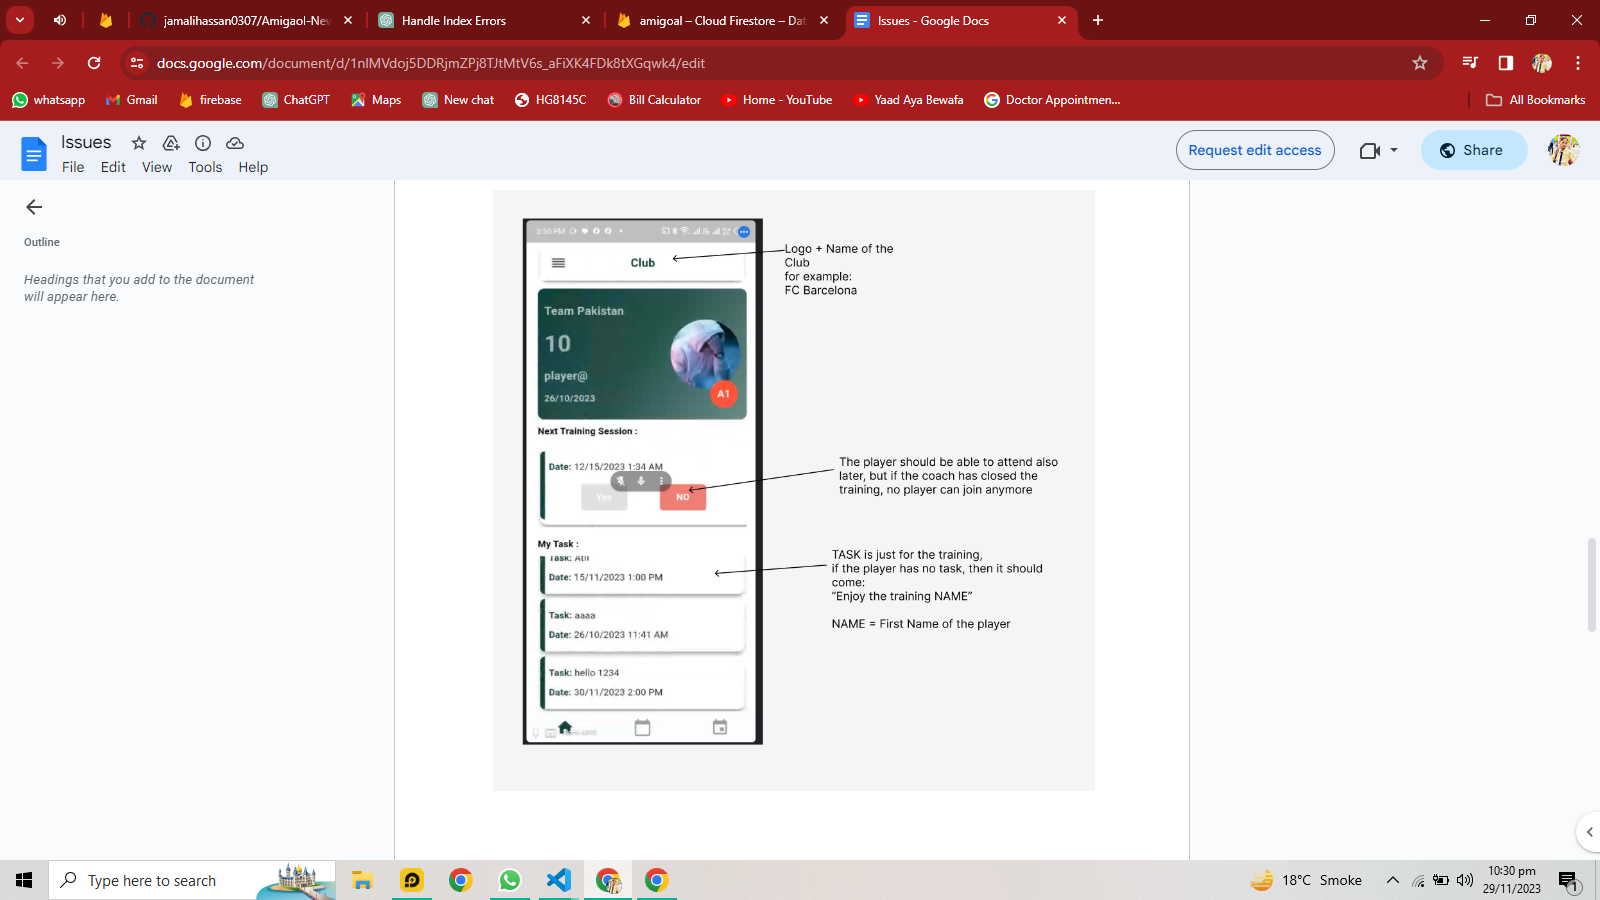 jamalihassan0307/Amigaol-New
Handle Index Errors
amigoal – Cloud Firestore – Dat
Issues - Google Docs
docs.google.com/document/d/1nIMVdoj5DDRjmZPj8TJtMtV6s_aFiXK4FDk8tXGqwk4/edit
whatsapp
Gmail
firebase
ChatGPT
Maps
New chat
HG8145C
Bill Calculator
Home - YouTube
Yaad Aya Bewafa
Doctor Appointmen...
All Bookmarks
Issues
File Edit View Tools Help
Request edit access
Share
Outline
Headings that you add to the document
will appear here.
3:59 PM
Club
Team Pakistan
10
player@
26/10/2023
A1
Next Training Session :
Date: 12/15/2023 1:34 AM
Yes
NO
My Task :
Task: Atif
Date: 15/11/2023 1:00 PM
Task: aaaa
Date: 26/10/2023 11:41 AM
Task: hello 1234
Date: 30/11/2023 2:00 PM
Logo + Name of the
Club
for example:
FC Barcelona
The player should be able to attend also
later, but if the coach has closed the
training, no player can join anymore
TASK is just for the training,
if the player has no task, then it should
come:
"Enjoy the training NAME"
NAME = First Name of the player
Type here to search
18°C Smoke
10:30 pm
29/11/2023
1